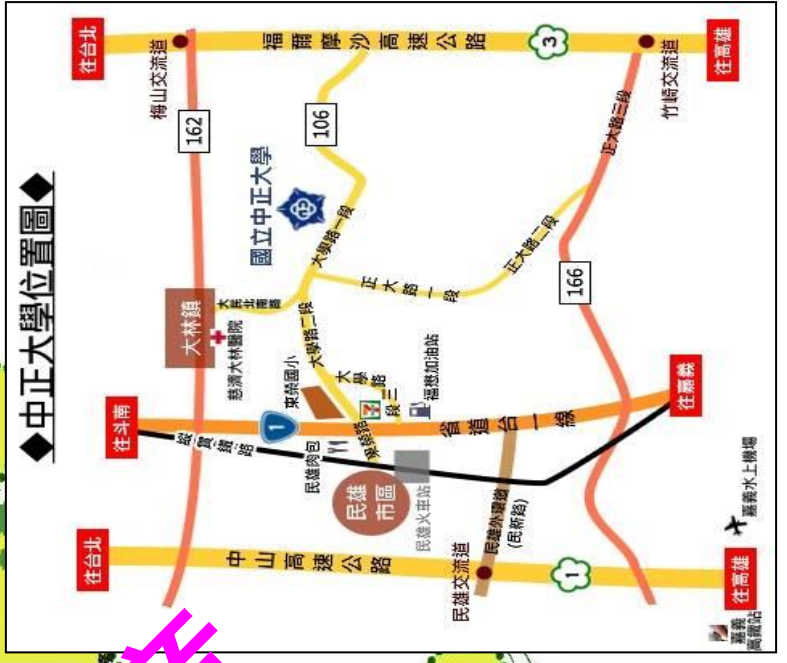 ◆中正大學位置圖◆
往台北
福爾摩沙高速公路
3
往高雄
梅山交流道
竹崎交流道
162
106
正大路三段
國立中正大學
大學路一段
正大路一段
正大路二段
166
大林鎮
大民北南路
慈濟大林醫院
大學路二段
東榮國小
大學路三段
7
福懋加油站
往斗南
1
省道台一線
往嘉義
縱貫鐵路
民雄肉包
東榮路
民雄
市區
民雄火車站
民雄外環道
(民新路)
嘉義水上機場
往台北
中山高速公路
民雄交流道
1
往高雄
嘉義
高鐵站